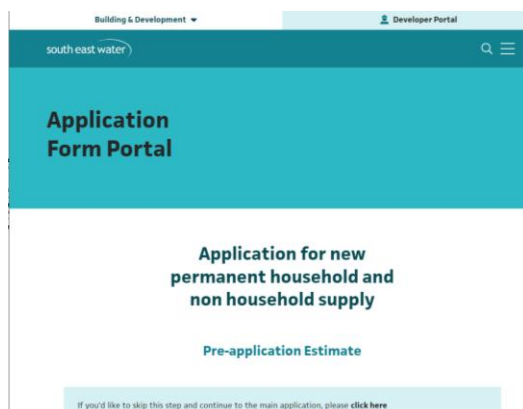 Building & Development
Developer Portal
south east water
Application
Form Portal
Application for new
permanent household and
non household supply
Pre-application Estimate
If you'd like to skip this step and continue to the main application, please click here